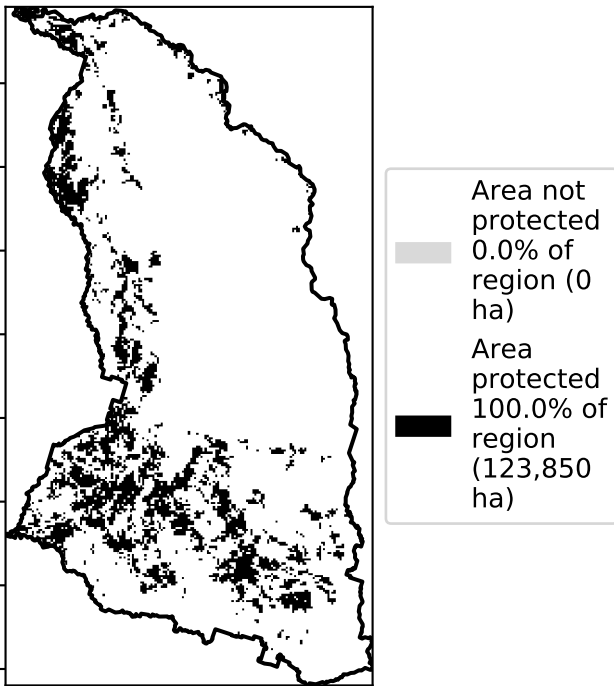 Area not
protected
0.0% of
region (0
ha)
Area
protected
100.0% of
region
(123,850
ha)